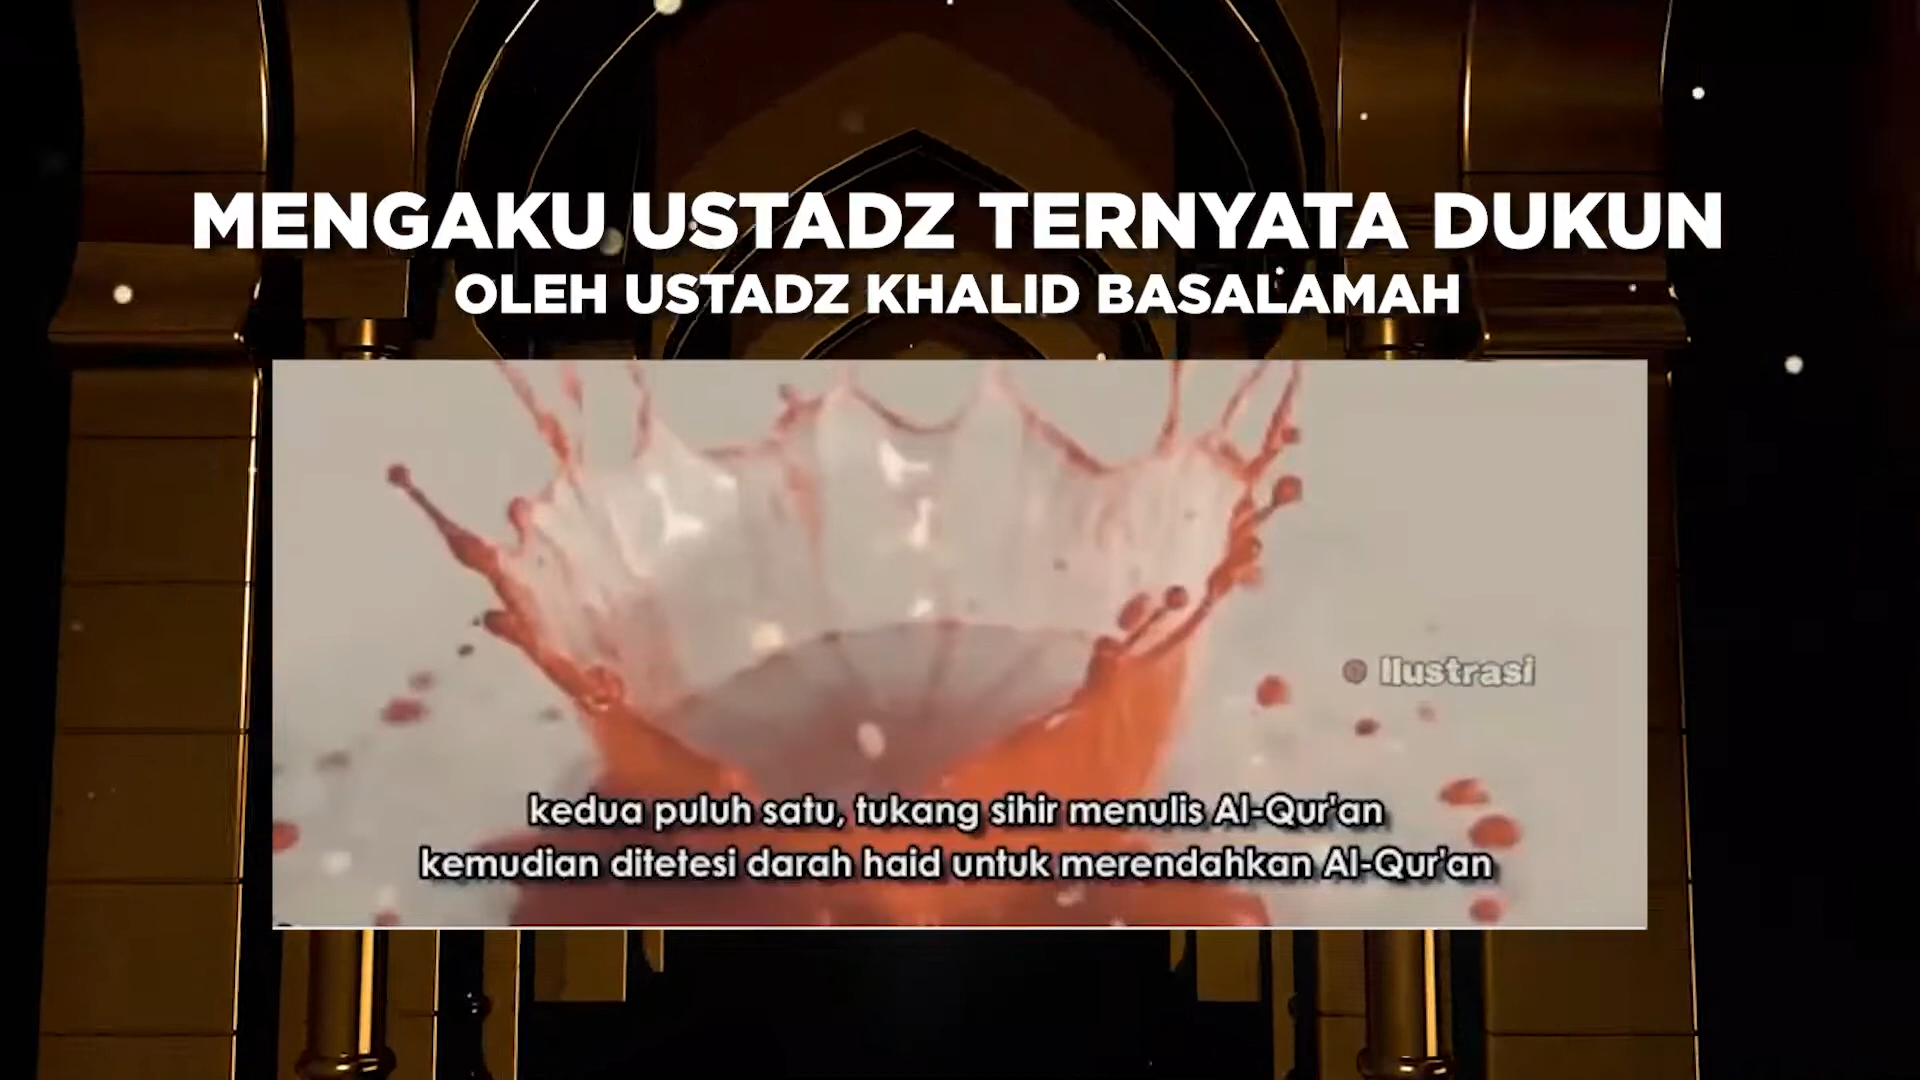 MENGAKU USTADZ TERNYATA DUKUN
OLEH USTADZ KHALID BASALAMAH
Ilustrasi
kedua puluh satu, tukang sihir menulis Al-Qur'an
kemudian ditetesi darah haid untuk merendahkan Al-Qur'an